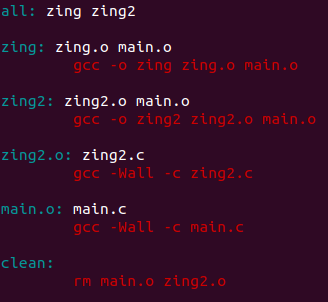 all: zing zing2
zing: zing.o main.o
gcc -o zing zing.o main.o
zing2: zing2.o main.o
gcc -o zing2 zing2.o main.o
zing2.o: zing2.c
gcc -Wall -c zing2.c
main.o: main.c
gcc -Wall -c main.c
clean:
rm main.o zing2.o